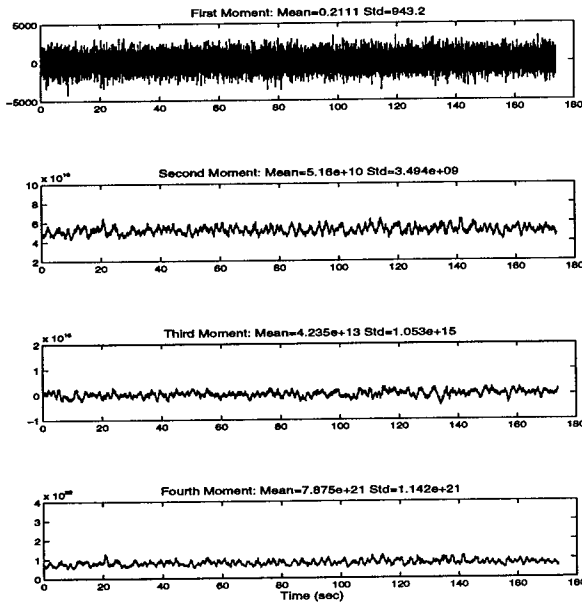 First Moment: Mean=0.2111 Std=943.2
5000
0
−5000
0 20 40 60 80 100 120 140 160 180
Second Moment: Mean=5.16e+10 Std=3.494e+09
x 10
10
8
6
4
2
0 20 40 60 80 100 120 140 160 180
Third Moment: Mean=4.235e+13 Std=1.053e+15
x 10
2
1
0
−1
0 20 40 60 80 100 120 140 160 180
Fourth Moment: Mean=7.875e+21 Std=1.142e+21
x 10
4
3
2
1
0
0 20 40 60 80 100 120 140 160 180
Time (sec)